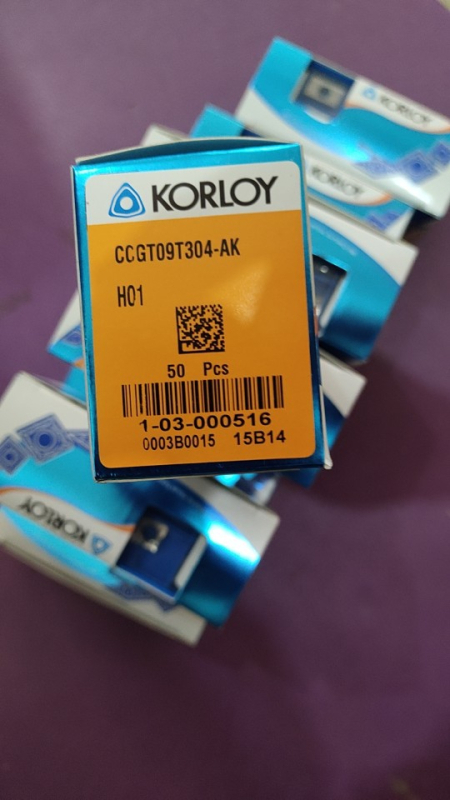 KORLOY
KORLOY
CCGT09T304-AK
H01
50 Pcs
1-03-000516
0003B0015 15B14
KORLOY
KORLOY